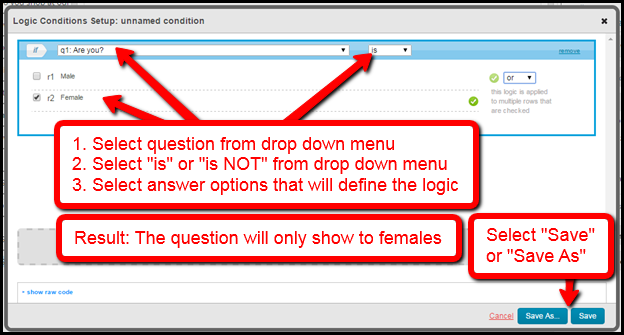 Logic Conditions Setup: unnamed condition
if q1: Are you? is remove
r1 Male or
this logic is applied
to multiple rows that
are checked
r2 Female
1. Select question from drop down menu
2. Select "is" or "is NOT" from drop down menu
3. Select answer options that will define the logic
Result: The question will only show to females
Select "Save"
or "Save As"
+ show raw code
Cancel Save As... Save